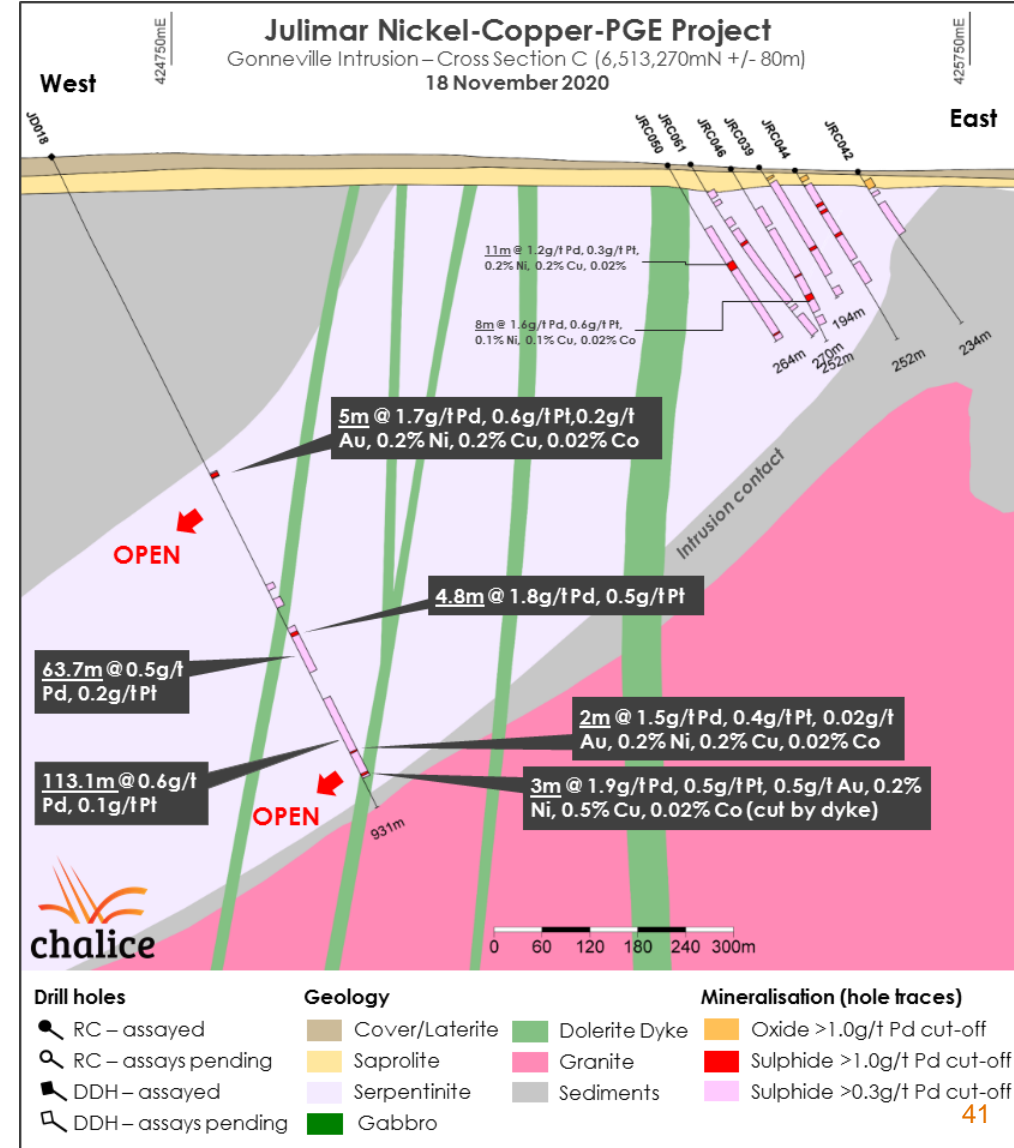 Julimar Nickel-Copper-PGE Project
Gonneville Intrusion – Cross Section C (6,513,270mN +/- 80m)
18 November 2020
424750mE
425750mE
West
East
JD018
JRC050
JRC061
JRC046
JRC039
JRC044
JRC042
11m @ 1.2g/t Pd, 0.3g/t Pt,
0.2% Ni, 0.2% Cu, 0.02%
8m @ 1.6g/t Pd, 0.6g/t Pt,
0.1% Ni, 0.1% Cu, 0.02% Co
264m
270m
252m
194m
252m
234m
5m @ 1.7g/t Pd, 0.6g/t Pt,0.2g/t
Au, 0.2% Ni, 0.2% Cu, 0.02% Co
OPEN
Intrusion contact
4.8m @ 1.8g/t Pd, 0.5g/t Pt
63.7m @ 0.5g/t
Pd, 0.2g/t Pt
2m @ 1.5g/t Pd, 0.4g/t Pt, 0.02g/t
Au, 0.2% Ni, 0.2% Cu, 0.02% Co
113.1m @ 0.6g/t
Pd, 0.1g/t Pt
3m @ 1.9g/t Pd, 0.5g/t Pt, 0.5g/t Au, 0.2%
Ni, 0.5% Cu, 0.02% Co (cut by dyke)
OPEN
931m
chalice
0 60 120 180 240 300m
Drill holes
RC – assayed
RC – assays pending
DDH – assayed
DDH – assays pending
Geology
Cover/Laterite
Saprolite
Serpentinite
Gabbro
Dolerite Dyke
Granite
Sediments
Mineralisation (hole traces)
Oxide >1.0g/t Pd cut-off
Sulphide >1.0g/t Pd cut-off
Sulphide >0.3g/t Pd cut-off
41